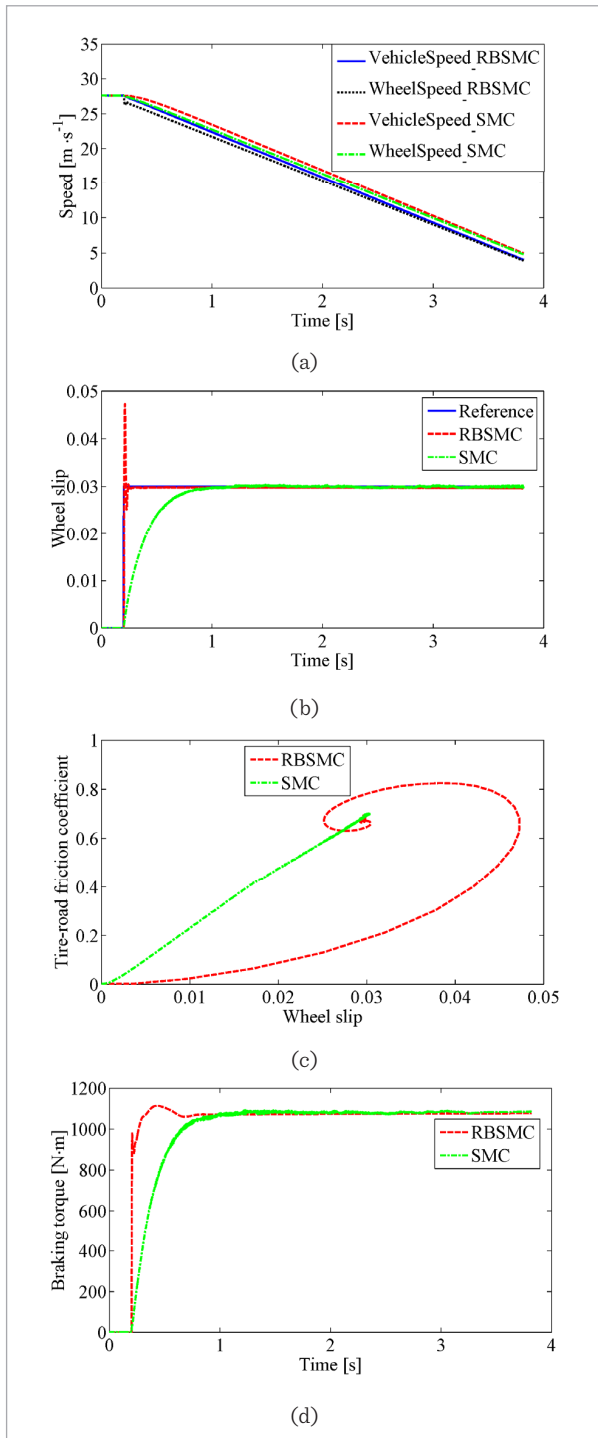 35
30
25
20
15
10
5
0
Speed [m ·s⁻¹]
VehicleSpeed_RBSMC
WheelSpeed_RBSMC
VehicleSpeed_SMC
WheelSpeed_SMC
0 1 2 3 4
Time [s]
(a)
0.05
0.04
0.03
0.02
0.01
0
Wheel slip
Reference
RBSMC
SMC
0 1 2 3 4
Time [s]
(b)
1
0.8
0.6
0.4
0.2
0
Tire-road friction coefficient
RBSMC
SMC
0 0.01 0.02 0.03 0.04 0.05
Wheel slip
(c)
1200
1000
800
600
400
200
0
Braking torque [N·m]
RBSMC
SMC
0 1 2 3 4
Time [s]
(d)